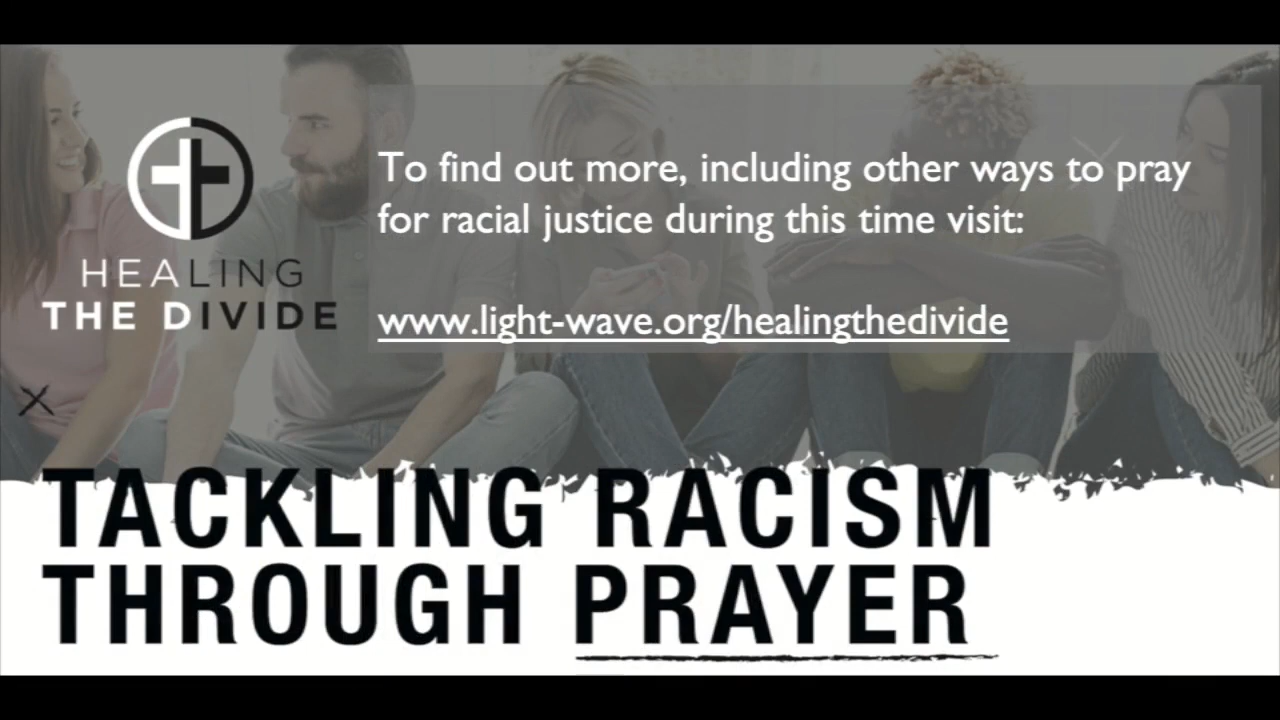 HEALING
THE DIVIDE
To find out more, including other ways to pray
for racial justice during this time visit:
www.light-wave.org/healingthedivide
TACKLING RACISM
THROUGH PRAYER